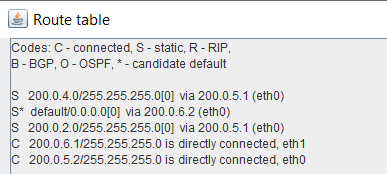 Route table
Codes: C - connected, S - static, R - RIP,
B - BGP, O - OSPF, * - candidate default
S 200.0.4.0/255.255.255.0[0] via 200.0.5.1 (eth0)
S* default/0.0.0.0[0] via 200.0.6.2 (eth0)
S 200.0.2.0/255.255.255.0[0] via 200.0.5.1 (eth0)
C 200.0.6.1/255.255.255.0 is directly connected, eth1
C 200.0.5.2/255.255.255.0 is directly connected, eth0